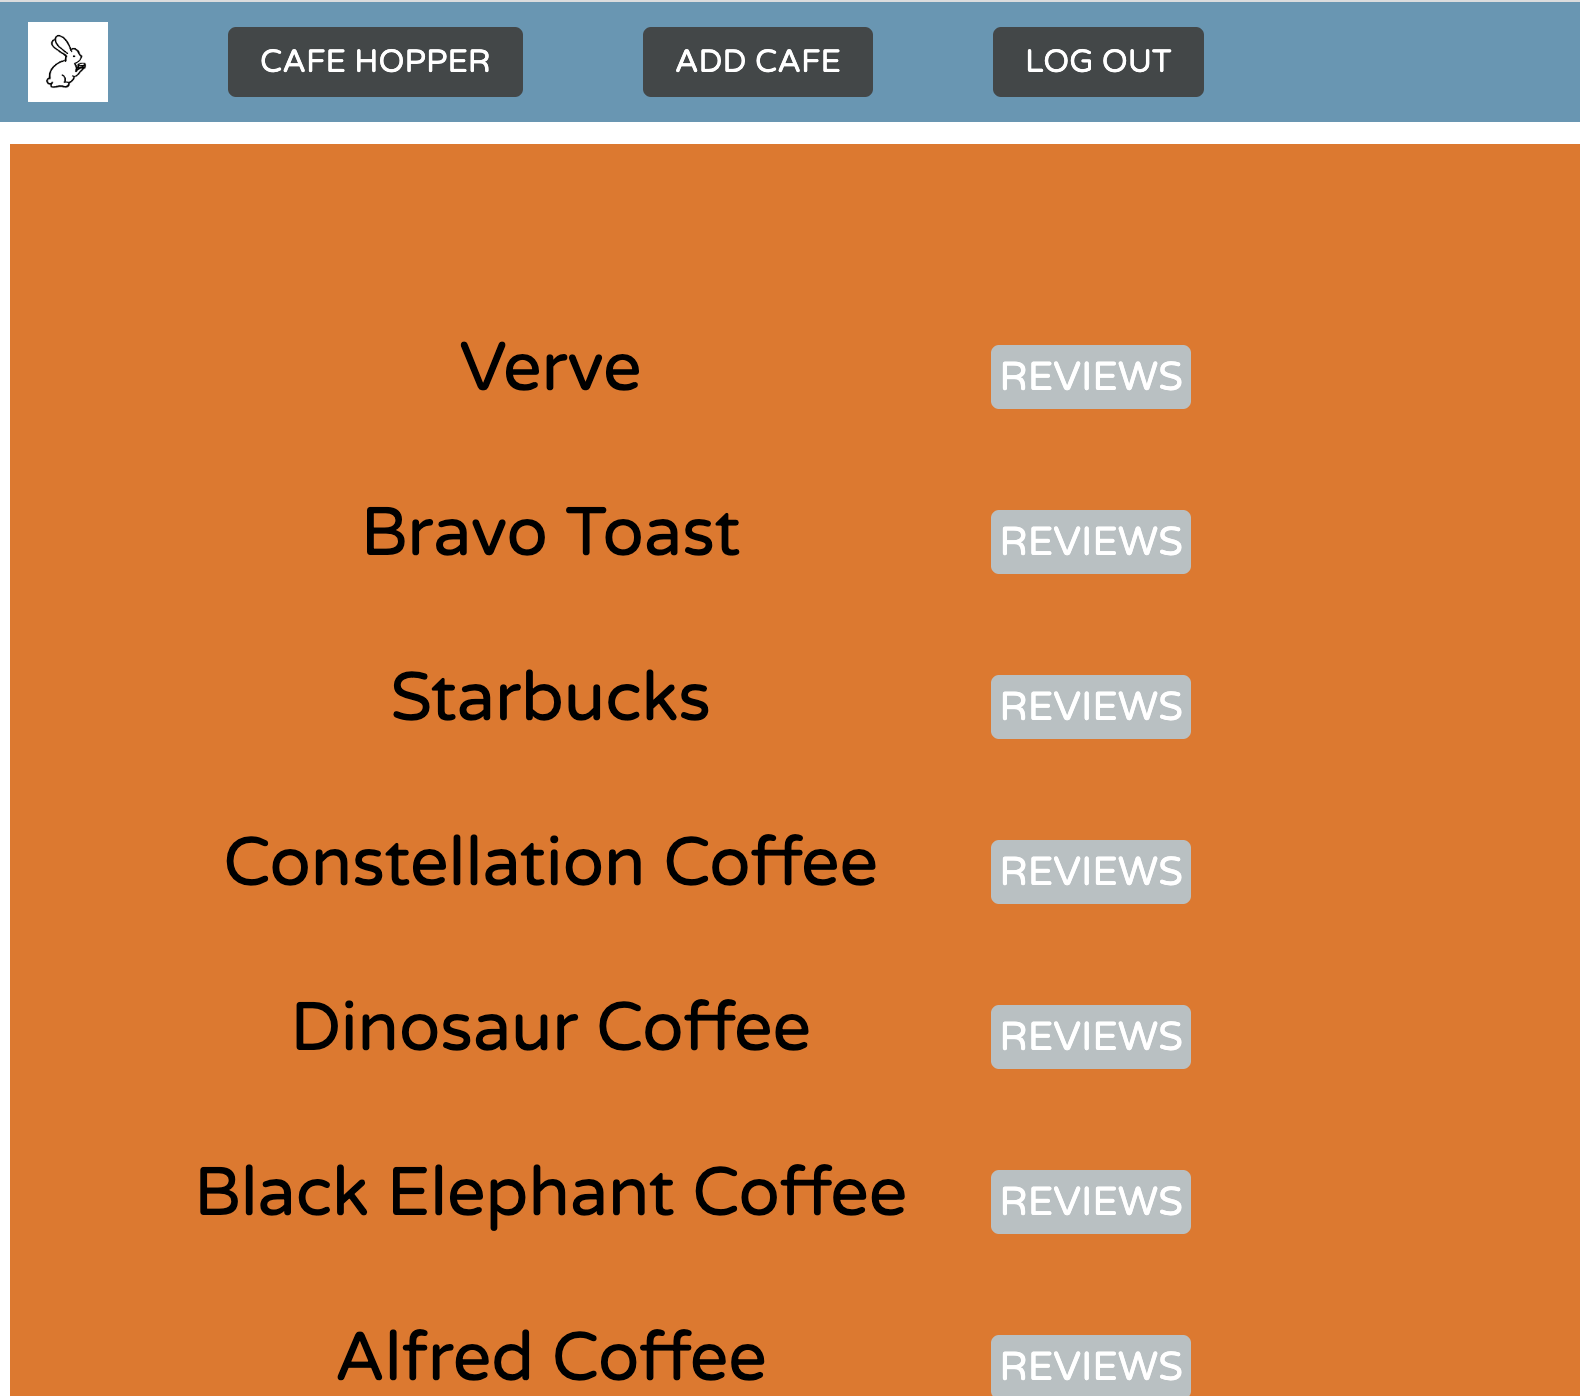 CAFE HOPPER ADD CAFE LOG OUT
Verve REVIEWS
Bravo Toast REVIEWS
Starbucks REVIEWS
Constellation Coffee REVIEWS
Dinosaur Coffee REVIEWS
Black Elephant Coffee REVIEWS
Alfred Coffee REVIEWS